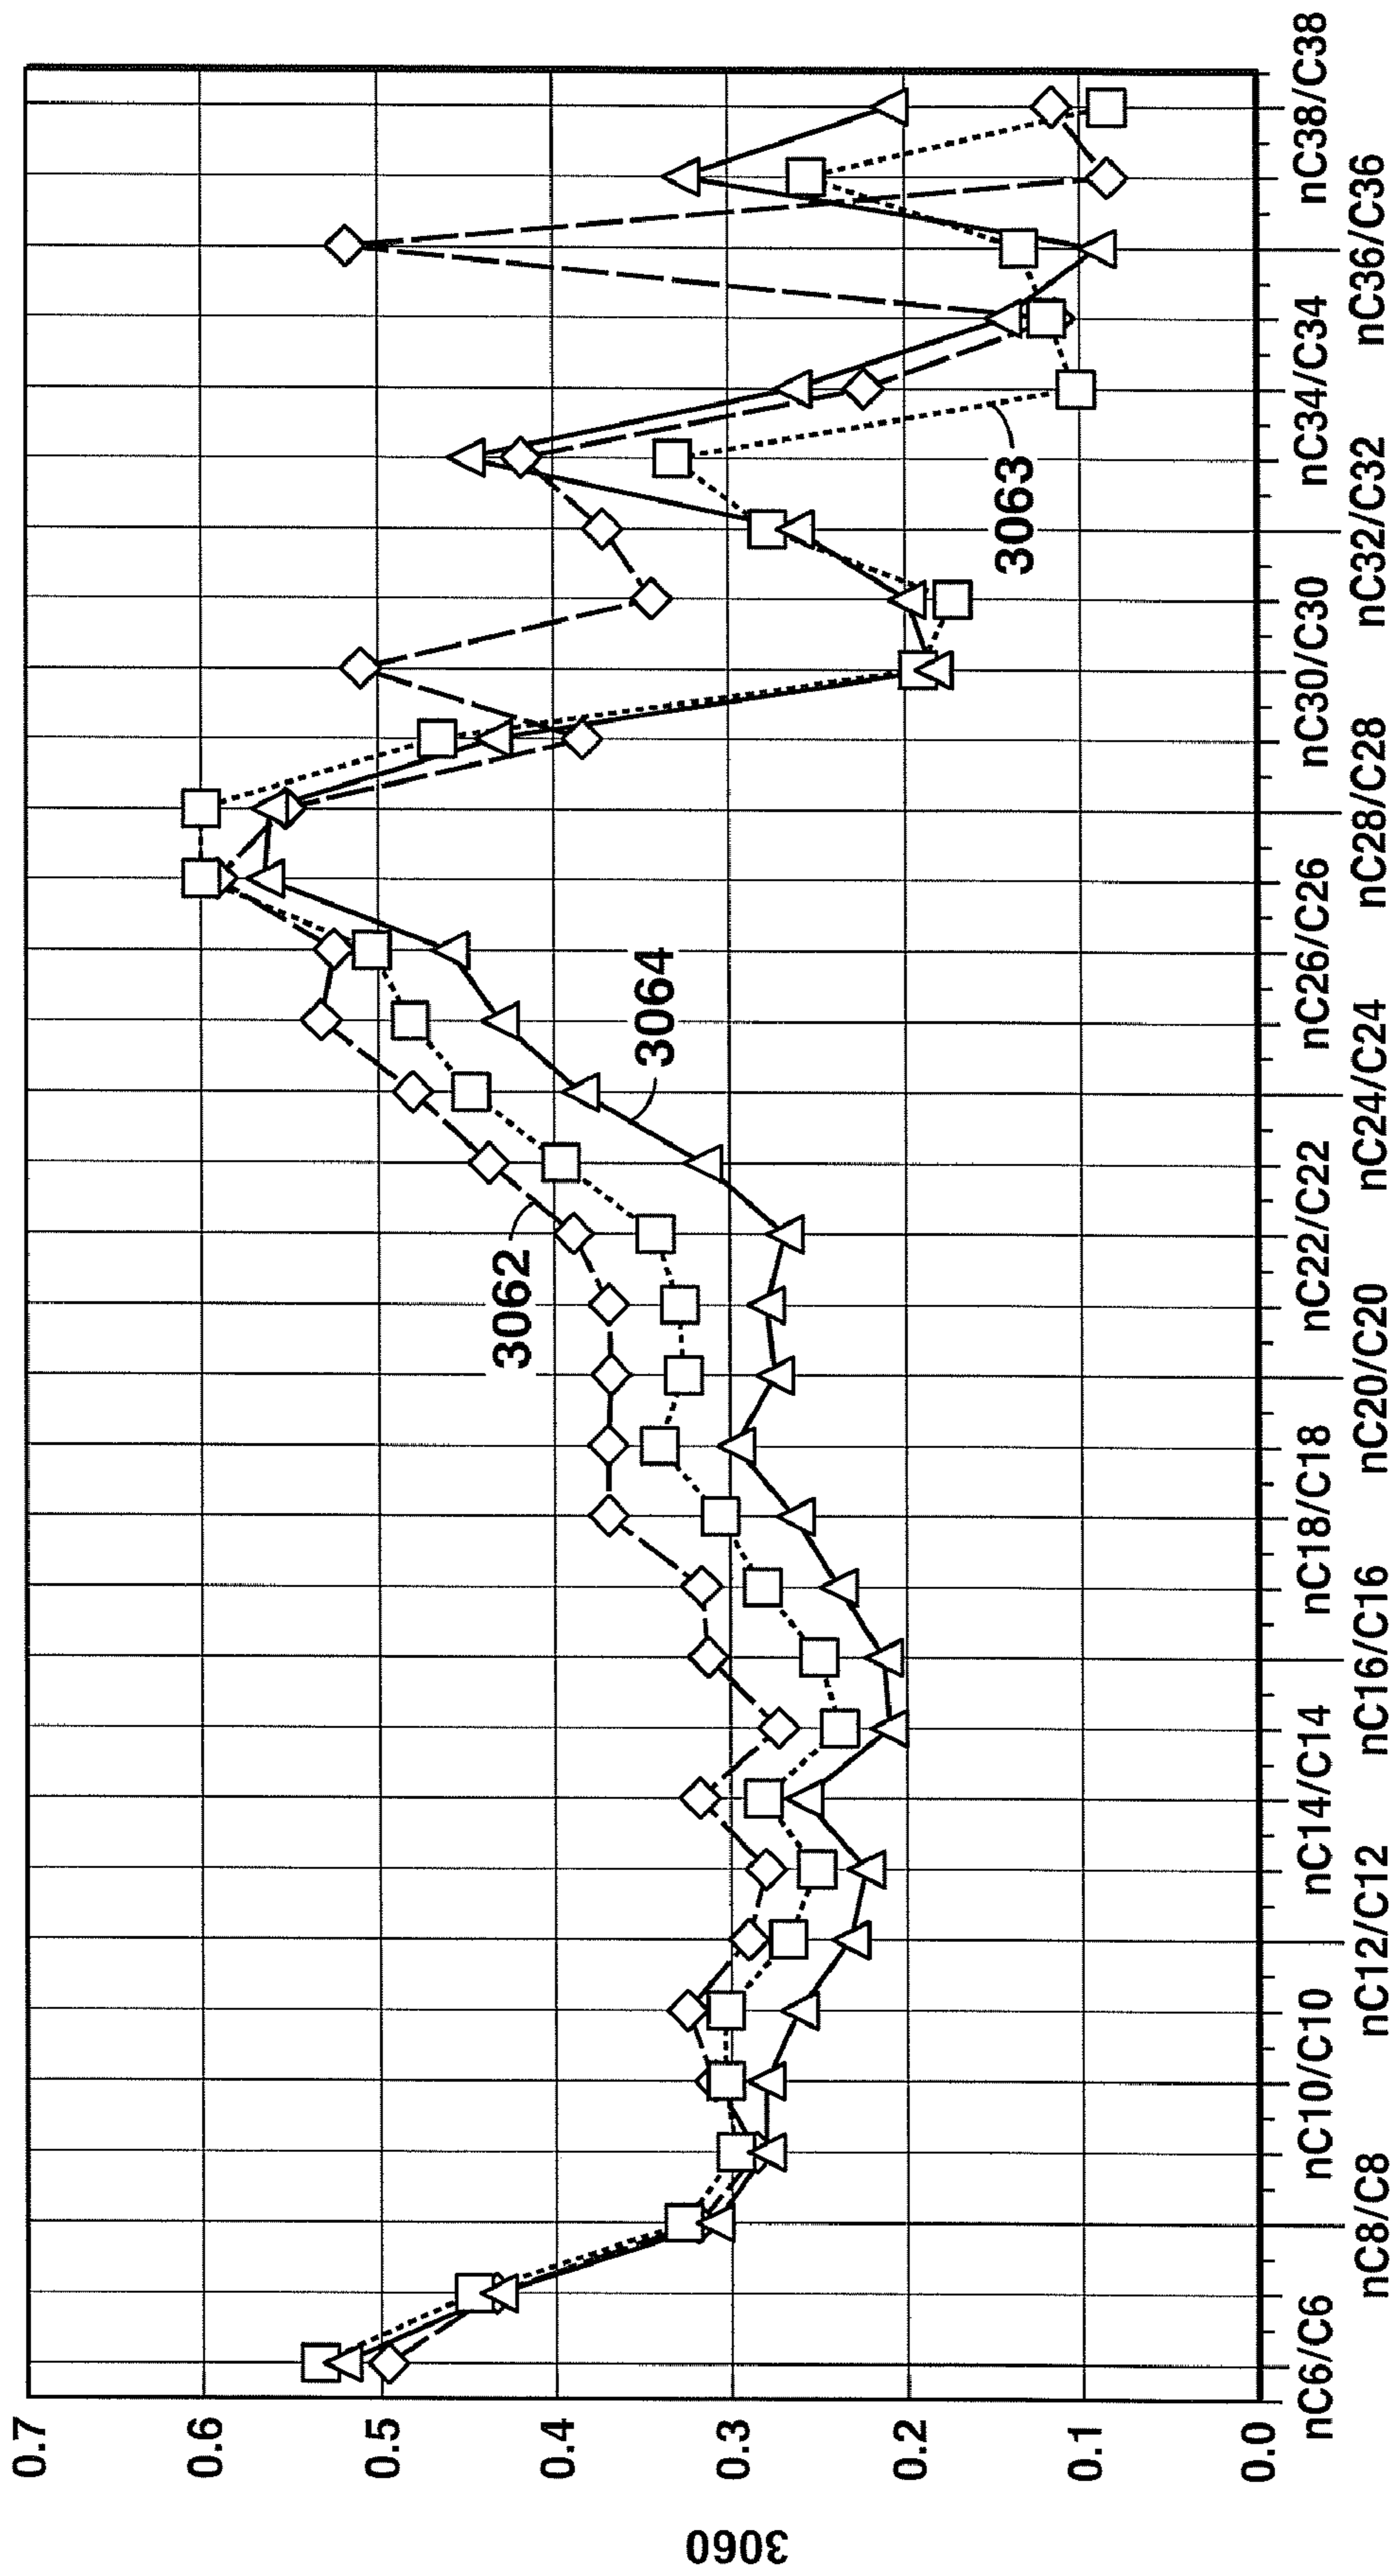 3060
0.7
0.6
0.5
0.4
0.3
0.2
0.1
0.0
3062
3064
3063
nC6/C6
nC8/C8
nC10/C10
nC12/C12
nC14/C14
nC16/C16
nC18/C18
nC20/C20
nC22/C22
nC24/C24
nC26/C26
nC28/C28
nC30/C30
nC32/C32
nC34/C34
nC36/C36
nC38/C38